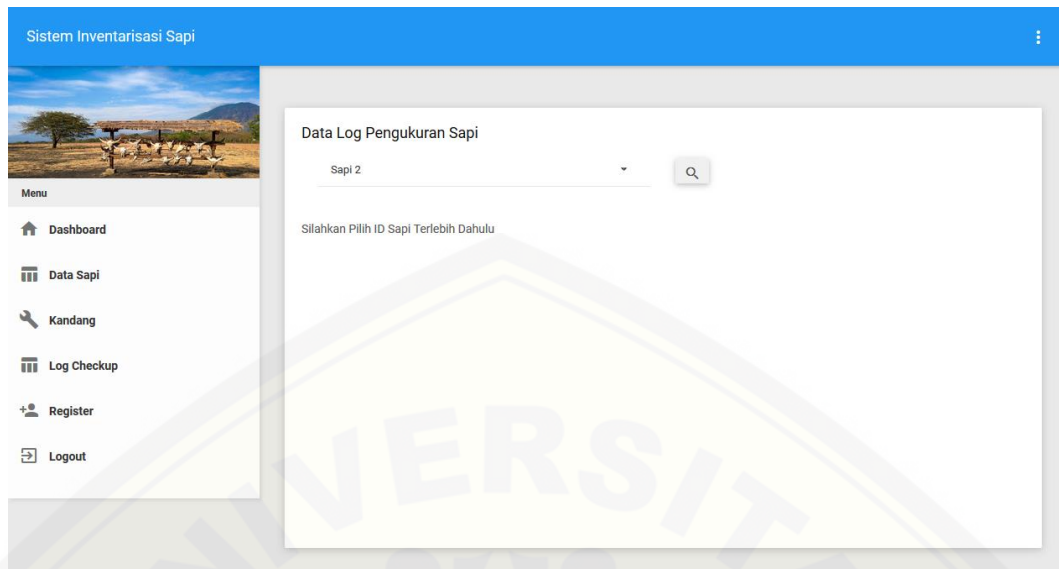 Sistem Inventarisasi Sapi
Menu
Dashboard
Data Sapi
Kandang
Log Checkup
Register
Logout
Data Log Pengukuran Sapi
Sapi 2
Silahkan Pilih ID Sapi Terlebih Dahulu
NIVERSITA